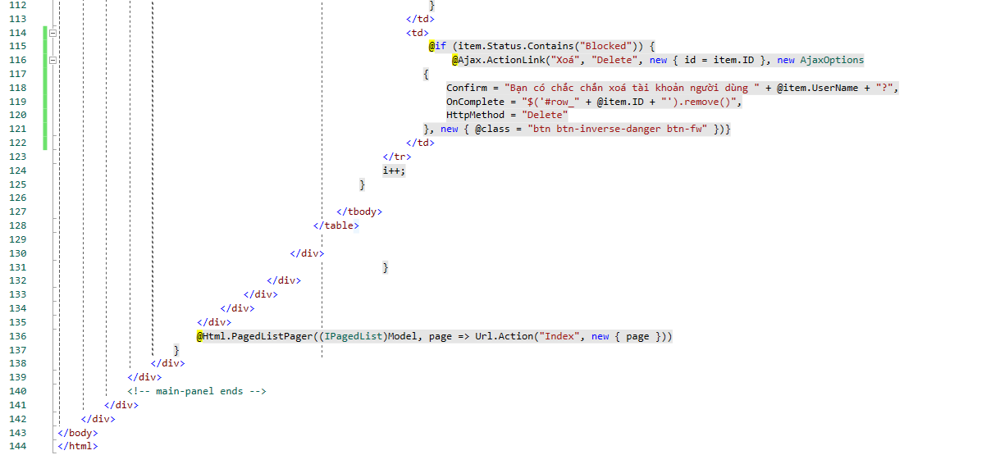 112 }
113 </td>
114 <td>
115 @if (item.Status.Contains("Blocked")) {
116 @Ajax.ActionLink("Xoá", "Delete", new { id = item.ID }, new AjaxOptions
117 {
118 Confirm = "Bạn có chắc chắn xoá tài khoản người dùng " + @item.UserName + "?",
119 OnComplete = "$('#row_" + @item.ID + "').remove()",
120 HttpMethod = "Delete"
121 }, new { @class = "btn btn-inverse-danger btn-fw" })}
122 </td>
123 </tr>
124 i++;
125 }
126
127 </tbody>
128 </table>
129
130 </div>
131 }
132 </div>
133 </div>
134 </div>
135 </div>
136 @Html.PagedListPager((IPagedList)Model, page => Url.Action("Index", new { page }))
137 }
138 </div>
139 </div>
140 <!-- main-panel ends -->
141 </div>
142 </div>
143 </body>
144 </html>